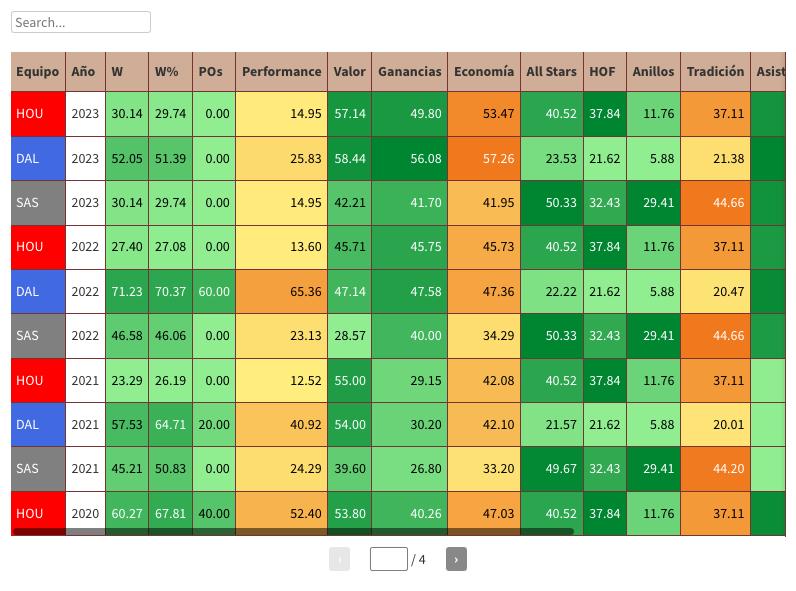 Search...
Equipo Año W W% POs Performance Valor Ganancias Economía All Stars HOF Anillos Tradición Asist
HOU 2023 30.14 29.74 0.00 14.95 57.14 49.80 53.47 40.52 37.84 11.76 37.11
DAL 2023 52.05 51.39 0.00 25.83 58.44 56.08 57.26 23.53 21.62 5.88 21.38
SAS 2023 30.14 29.74 0.00 14.95 42.21 41.70 41.95 50.33 32.43 29.41 44.66
HOU 2022 27.40 27.08 0.00 13.60 45.71 45.75 45.73 40.52 37.84 11.76 37.11
DAL 2022 71.23 70.37 60.00 65.36 47.14 47.58 47.36 22.22 21.62 5.88 20.47
SAS 2022 46.58 46.06 0.00 23.13 28.57 40.00 34.29 50.33 32.43 29.41 44.66
HOU 2021 23.29 26.19 0.00 12.52 55.00 29.15 42.08 40.52 37.84 11.76 37.11
DAL 2021 57.53 64.71 20.00 40.92 54.00 30.20 42.10 21.57 21.62 5.88 20.01
SAS 2021 45.21 50.83 0.00 24.29 39.60 26.80 33.20 49.67 32.43 29.41 44.20
HOU 2020 60.27 67.81 40.00 52.40 53.80 40.26 47.03 40.52 37.84 11.76 37.11
‹ / 4 ›